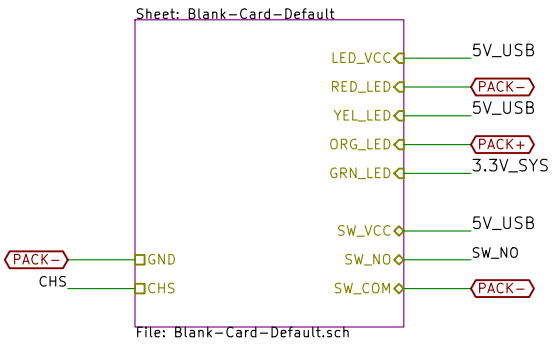 Sheet: Blank-Card-Default
LED_VCC 5V_USB
RED_LED PACK-
YEL_LED 5V_USB
ORG_LED PACK+
GRN_LED 3.3V_SYS
SW_VCC 5V_USB
PACK- GND SW_NO SW_NO
CHS CHS SW_COM PACK-
File: Blank-Card-Default.sch